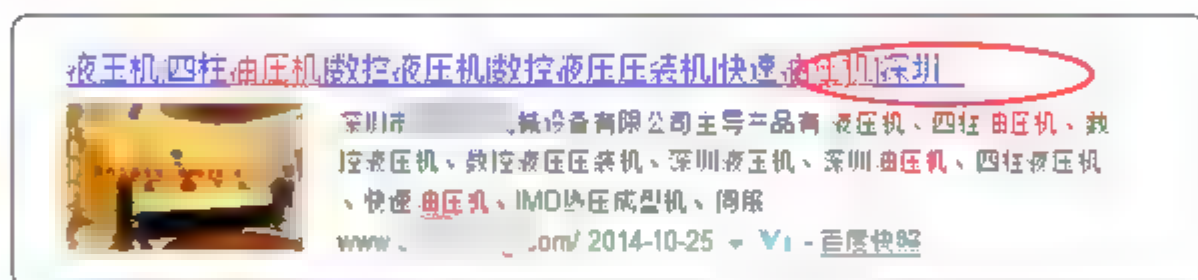 液压机,四柱油压机|数控液压机|数控液压压装机|快速油压机|深圳
深圳市 械设备有限公司主导产品有 液压机、四柱 油压机、数
控液压机、数控液压压装机、深圳液压机、深圳 油压机、四柱液压机
、快速 油压机、IMD热压成型机、伺服
www. .com/ 2014-10-25 - V1 - 百度快照